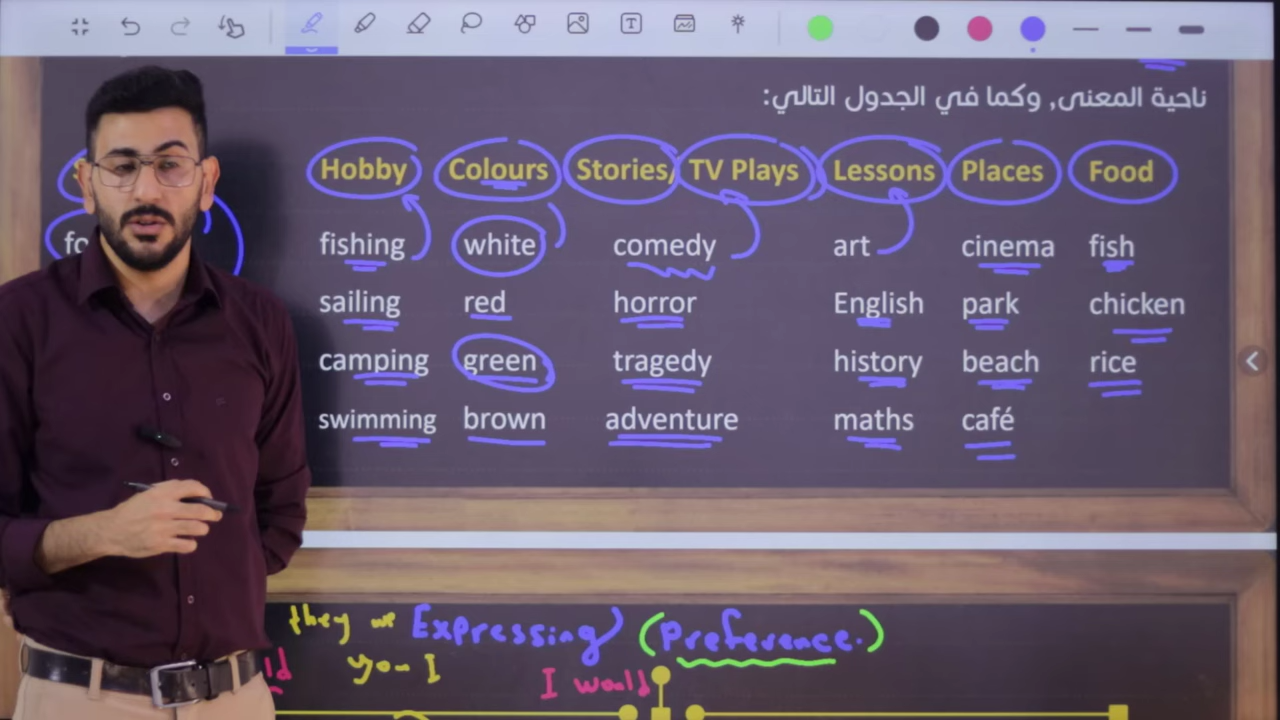 ناحية المعنى, وكما في الجدول التالي:
Hobby Colours Stories/ TV Plays Lessons Places Food
fishing white comedy art cinema fish
sailing red horror English park chicken
camping green tragedy history beach rice
swimming brown adventure maths café
they we Expressing (Preference.)
you I I would